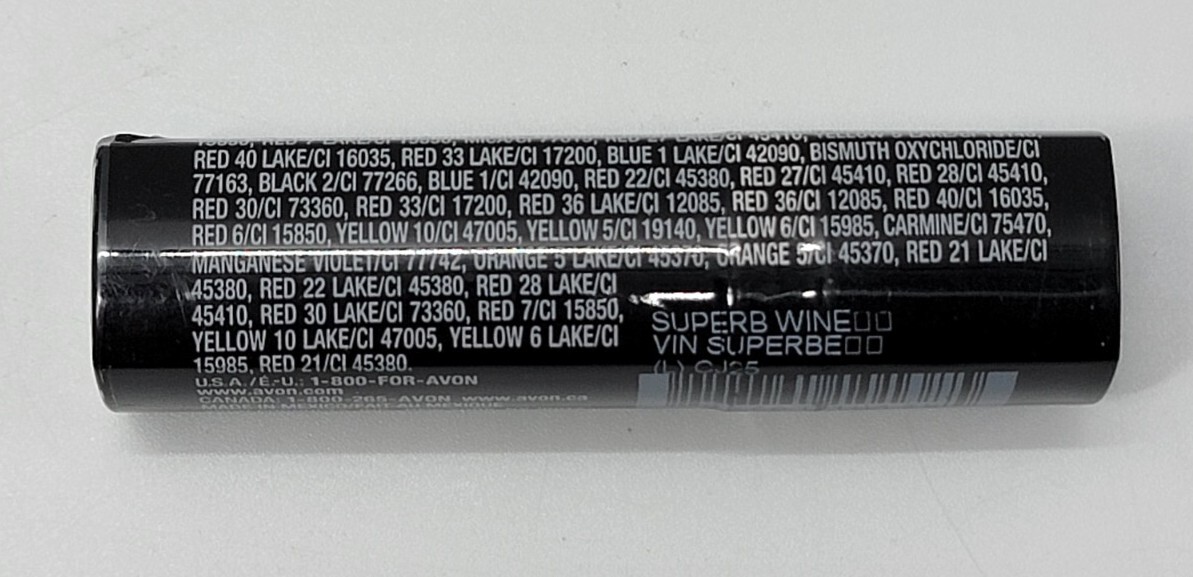 RED 40 LAKE/CI 16035, RED 33 LAKE/CI 17200, BLUE 1 LAKE/CI 42090, BISMUTH OXYCHLORIDE/CI
77163, BLACK 2/CI 77266, BLUE 1/CI 42090, RED 22/CI 45380, RED 27/CI 45410, RED 28/CI 45410,
RED 30/CI 73360, RED 33/CI 17200, RED 36 LAKE/CI 12085, RED 36/CI 12085, RED 40/CI 16035,
RED 6/CI 15850, YELLOW 10/CI 47005, YELLOW 5/CI 19140, YELLOW 6/CI 15985, CARMINE/CI 75470,
MANGANESE VIOLET/CI 77742, ORANGE 5 LAKE/CI 45370, ORANGE 5/CI 45370, RED 21 LAKE/CI
45380, RED 22 LAKE/CI 45380, RED 28 LAKE/CI
45410, RED 30 LAKE/CI 73360, RED 7/CI 15850,
YELLOW 10 LAKE/CI 47005, YELLOW 6 LAKE/CI
15985, RED 21/CI 45380.
U.S.A./É.-U.: 1-800-FOR-AVON
www.avon.com
CANADA: 1-800-265-AVON www.avon.ca
MADE IN MEXICO/FAIT AU MEXIQUE
SUPERB WINE□□
VIN SUPERBE□□
(L) CJ25